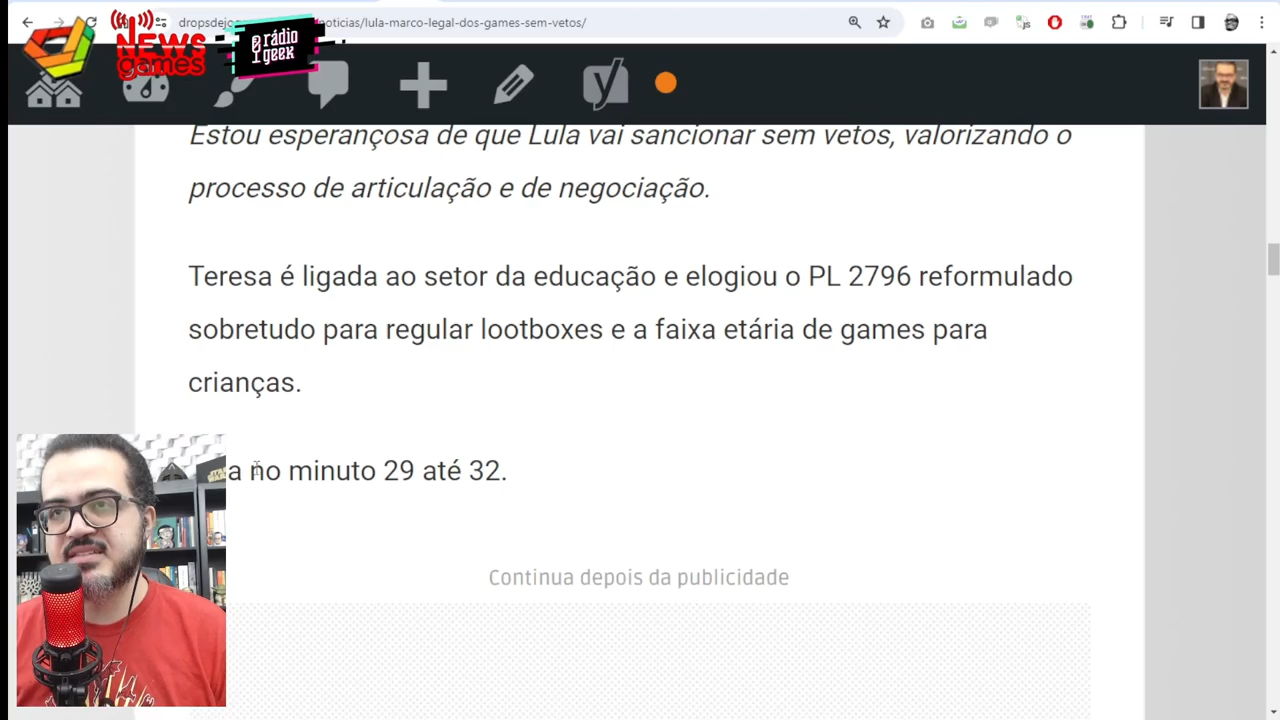 dropsdejo
noticias/lula-marco-legal-dos-games-sem-vetos/
NEWS
games
rádio
geek
Estou esperançosa de que Lula vai sancionar sem vetos, valorizando o
processo de articulação e de negociação.
Teresa é ligada ao setor da educação e elogiou o PL 2796 reformulado
sobretudo para regular lootboxes e a faixa etária de games para
crianças.
no minuto 29 até 32.
Continua depois da publicidade